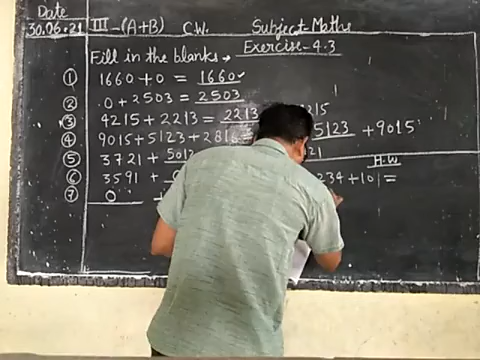 Date
30.06.21 III -(A+B) C.W. Subject Maths
Fill in the blanks, Exercise-4.3
① 1660 + 0 = 1660
② 0 + 2503 = 2503
③ 4215 + 2213 = 2213 4215
④ 9015 + 5123 + 281 5123 + 9015
⑤ 3721 + 5012 21
H.W
⑥ 3591 + 234 + 101 =
⑦ 0